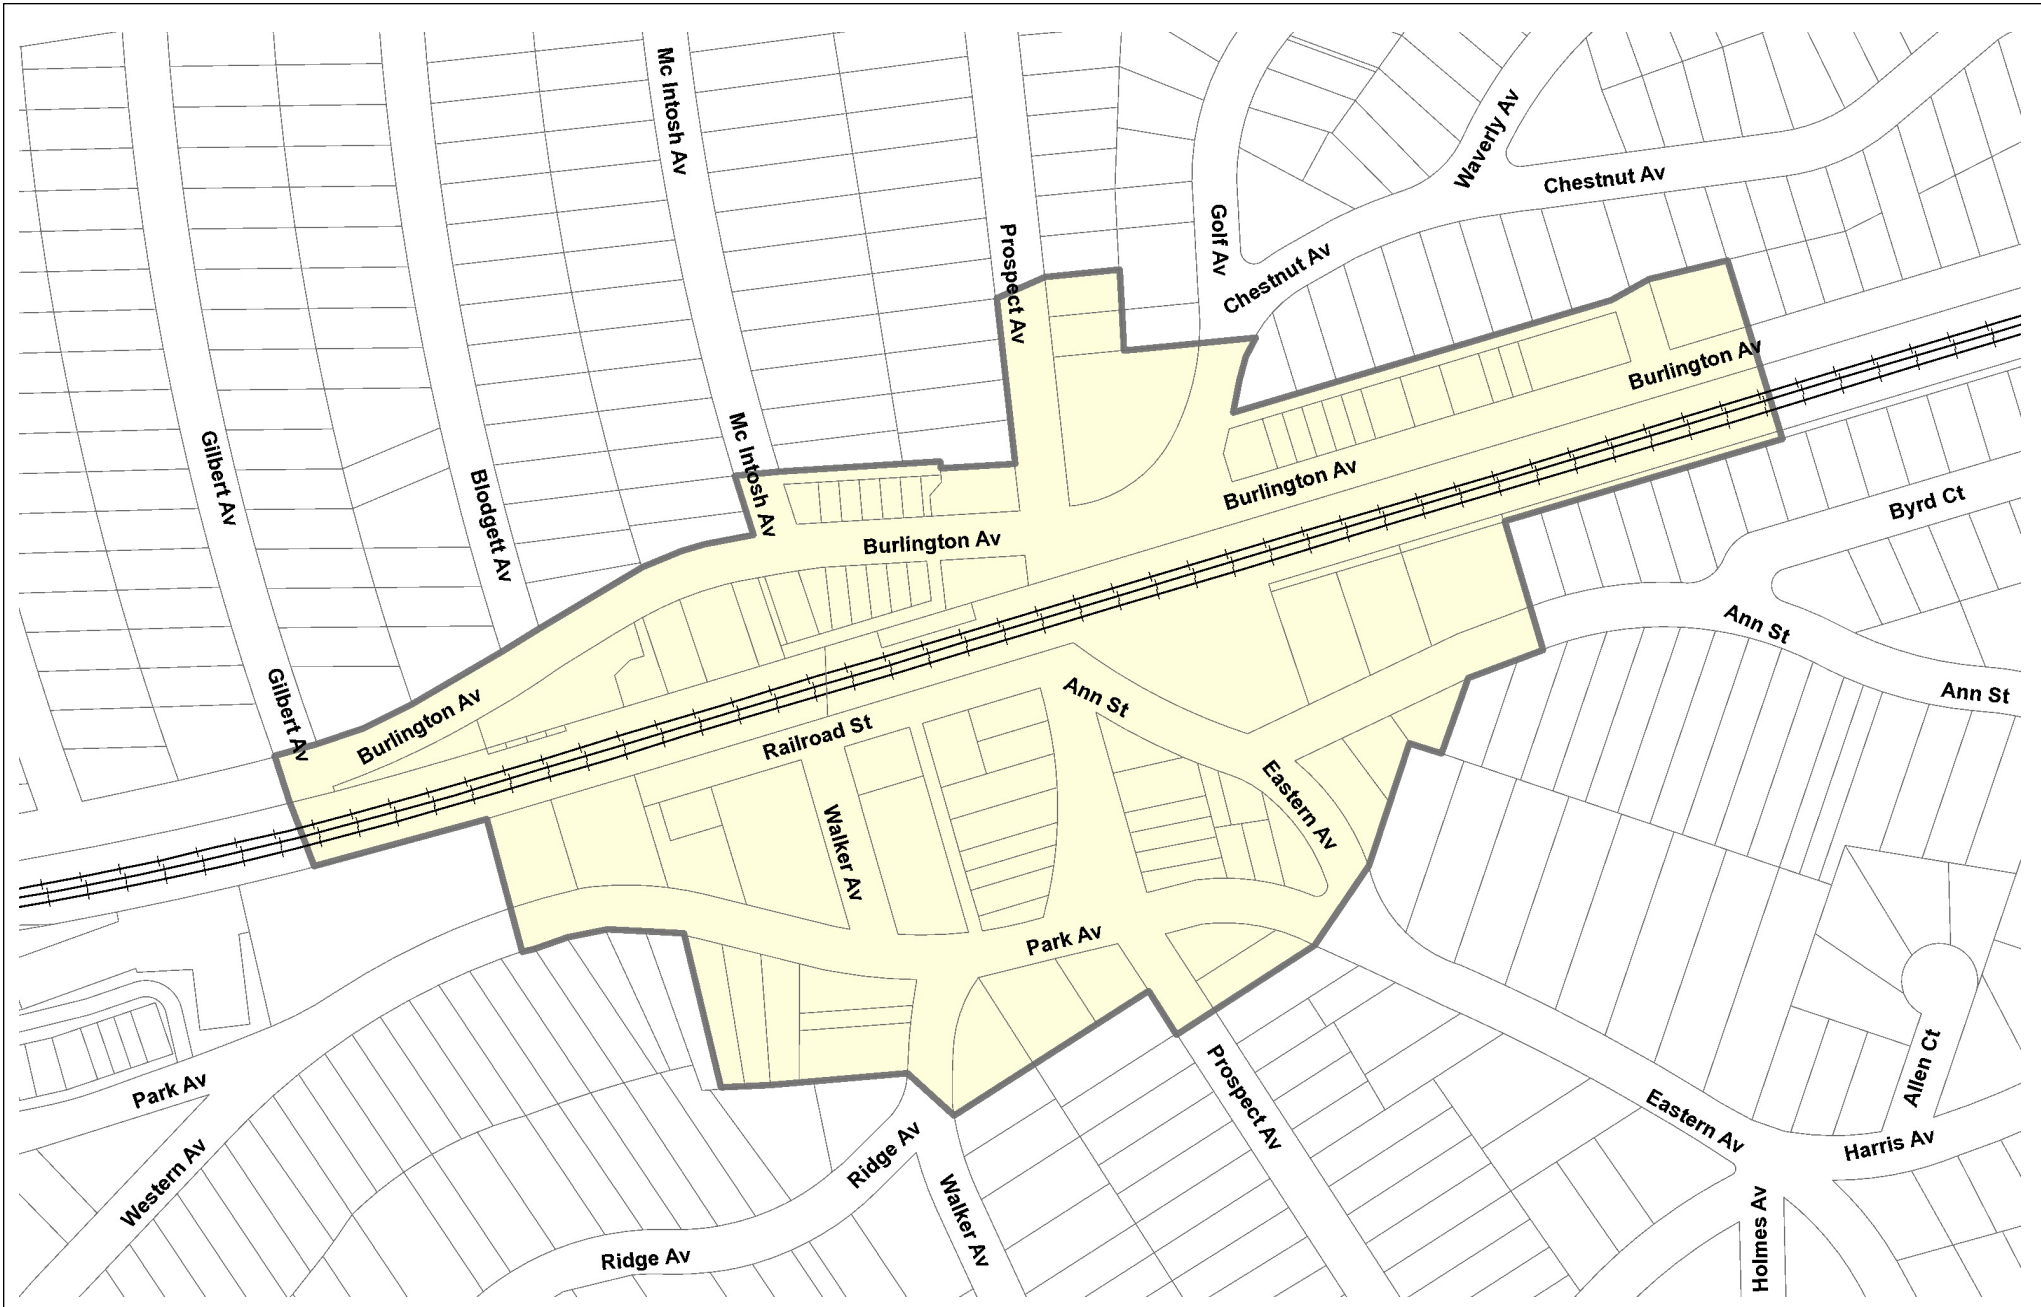 Mc Intosh Av
Waverly Av
Chestnut Av
Golf Av
Prospect Av
Chestnut Av
Burlington Av
Gilbert Av
Mc Intosh Av
Blodgett Av
Burlington Av
Byrd Ct
Burlington Av
Ann St
Gilbert Av
Burlington Av
Ann St
Ann St
Railroad St
Eastern Av
Walker Av
Park Av
Park Av
Prospect Av
Allen Ct
Eastern Av
Western Av
Ridge Av
Harris Av
Walker Av
Holmes Av
Ridge Av